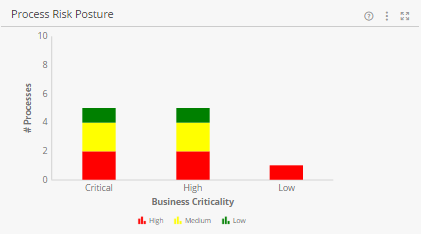 Process Risk Posture
10
8
6
4
2
0
# Processes
Critical High Low
Business Criticality
High Medium Low